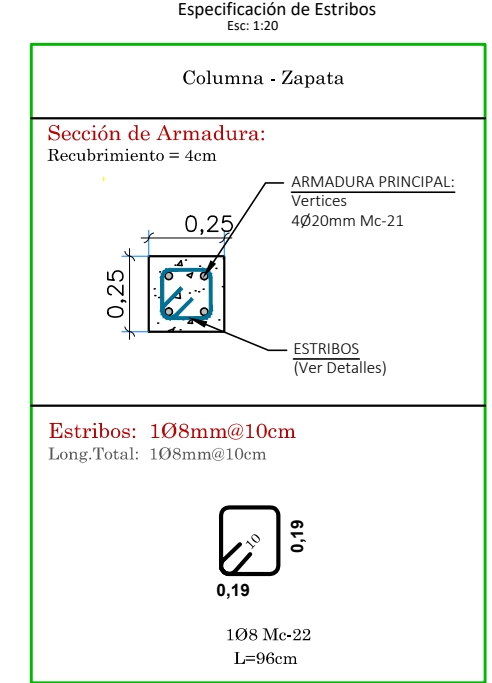 Especificación de Estribos
Esc: 1:20
Columna - Zapata
Sección de Armadura:
Recubrimiento = 4cm
ARMADURA PRINCIPAL:
Vertices
4Ø20mm Mc-21
0,25
0,25
ESTRIBOS
(Ver Detalles)
Estribos: 1Ø8mm@10cm
Long.Total: 1Ø8mm@10cm
10
0,19
0,19
1Ø8 Mc-22
L=96cm